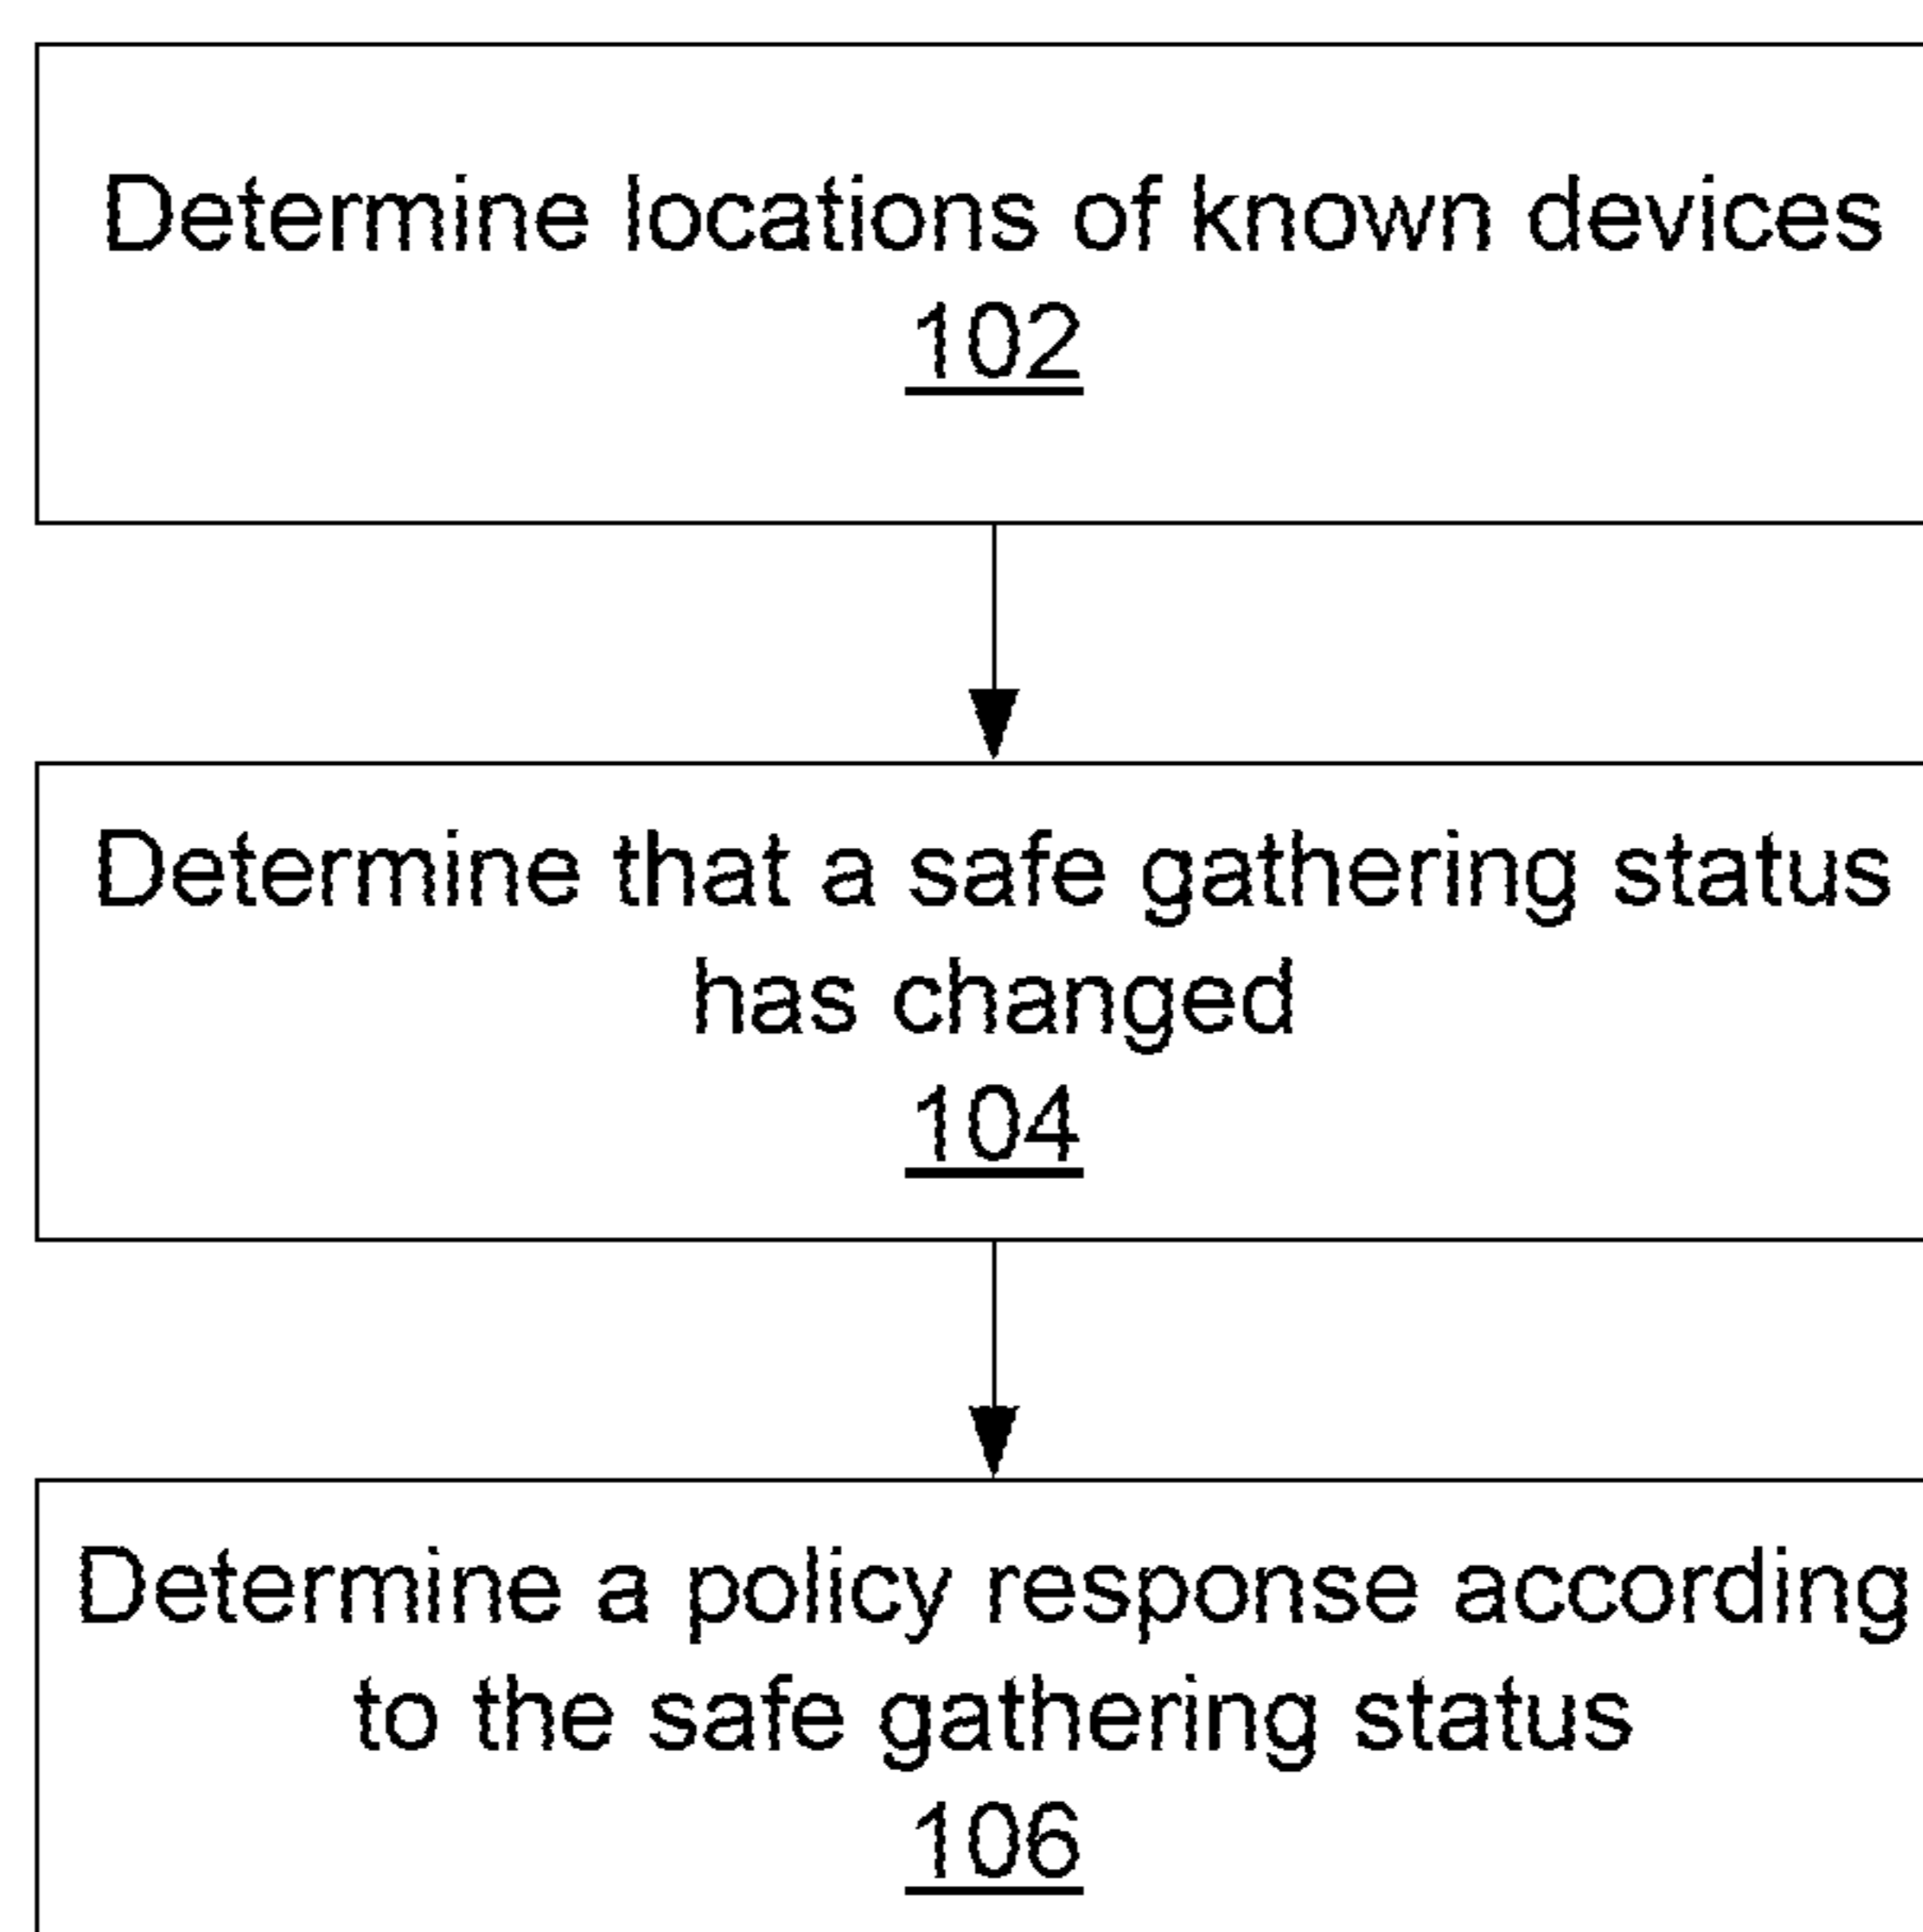 Determine locations of known devices
102
Determine that a safe gathering status
has changed
104
Determine a policy response according
to the safe gathering status
106